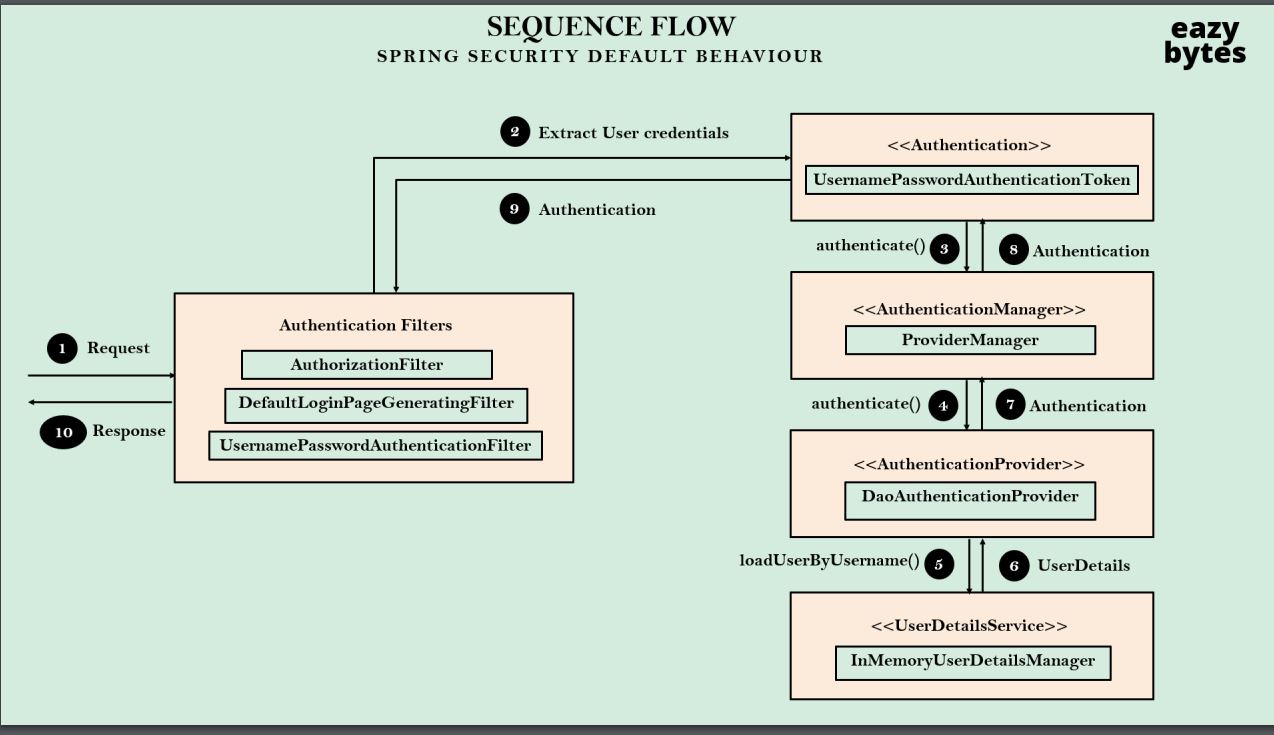 SEQUENCE FLOW
SPRING SECURITY DEFAULT BEHAVIOUR
eazy
bytes
2 Extract User credentials
9 Authentication
<<Authentication>>
UsernamePasswordAuthenticationToken
authenticate() 3
8 Authentication
<<AuthenticationManager>>
ProviderManager
authenticate() 4
7 Authentication
<<AuthenticationProvider>>
DaoAuthenticationProvider
loadUserByUsername() 5
6 UserDetails
<<UserDetailsService>>
InMemoryUserDetailsManager
1 Request
10 Response
Authentication Filters
AuthorizationFilter
DefaultLoginPageGeneratingFilter
UsernamePasswordAuthenticationFilter